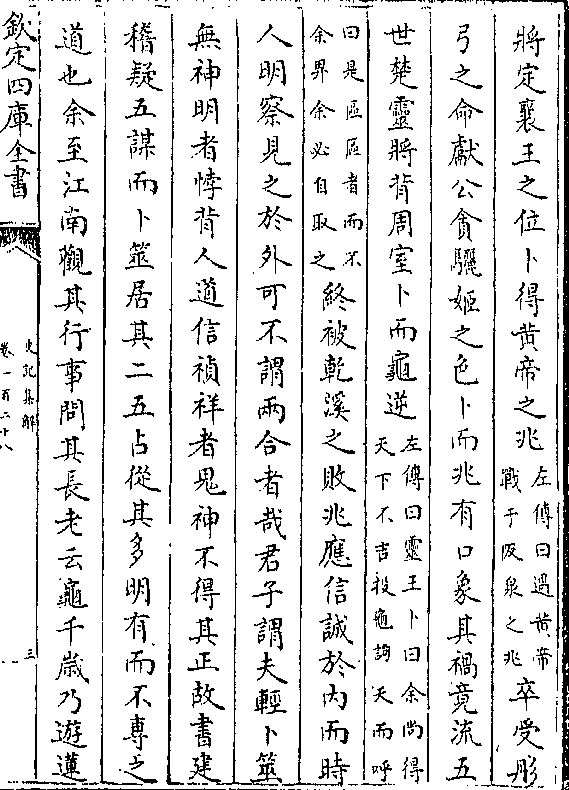 將定襄王之位卜得黄帝之兆左傳曰遇黄帝戰于阪泉之兆卒受彤
弓之命獻公貪驪姬之色卜而兆有口象其禍竟流五
世楚靈將背周室卜而龜逆左傳曰靈王卜曰余尚得天下不吉投龜詢天而呼
曰是區區者而不余畀余必自取之終被乾溪之敗兆應信誠於内而時
人明察見之於外可不謂兩合者哉君子謂夫輕卜筮
無神明者悖背人道信禎祥者鬼神不得其正故書建
稽疑五謀而卜筮居其二五占從其多明有而不專之
道也余至江南觀其行事問其長老云龜千歲乃遊蓮
欽定四庫全書
史記集解
卷一百二十八
三